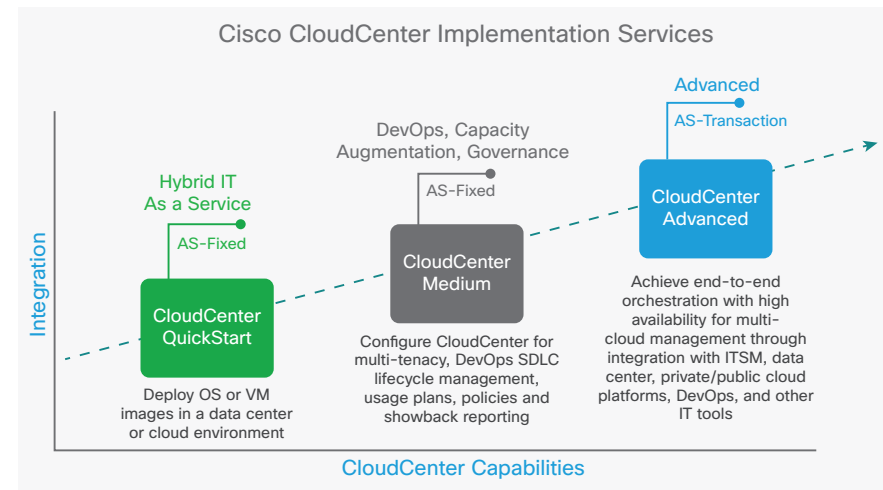 Cisco CloudCenter Implementation Services
Integration
Hybrid IT
As a Service
AS-Fixed
CloudCenter
QuickStart
Deploy OS or VM
images in a data center
or cloud environment
DevOps, Capacity
Augmentation, Governance
AS-Fixed
CloudCenter
Medium
Configure CloudCenter for
multi-tenacy, DevOps SDLC
lifecycle management,
usage plans, policies and
showback reporting
Advanced
AS-Transaction
CloudCenter
Advanced
Achieve end-to-end
orchestration with high
availability for multi-
cloud management through
integration with ITSM, data
center, private/public cloud
platforms, DevOps, and other
IT tools
CloudCenter Capabilities